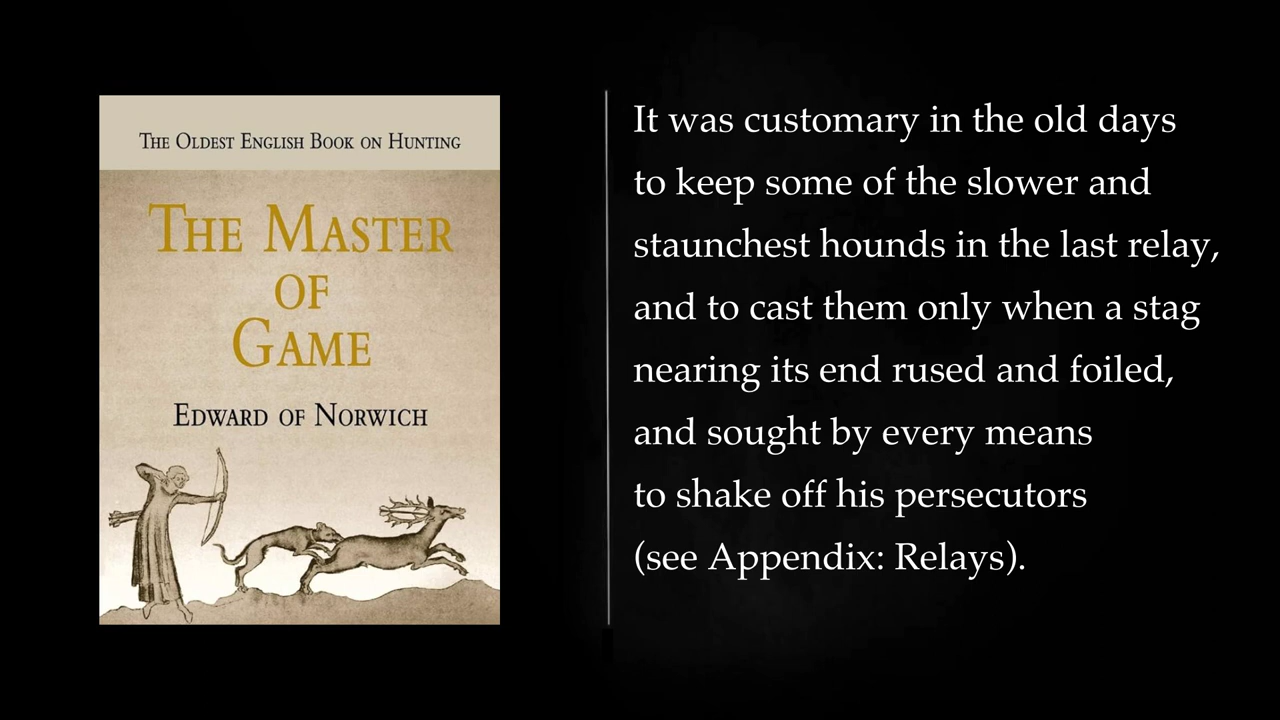 The Oldest English Book on Hunting
The Master
of
Game
Edward of Norwich
It was customary in the old days
to keep some of the slower and
staunchest hounds in the last relay,
and to cast them only when a stag
nearing its end rused and foiled,
and sought by every means
to shake off his persecutors
(see Appendix: Relays).